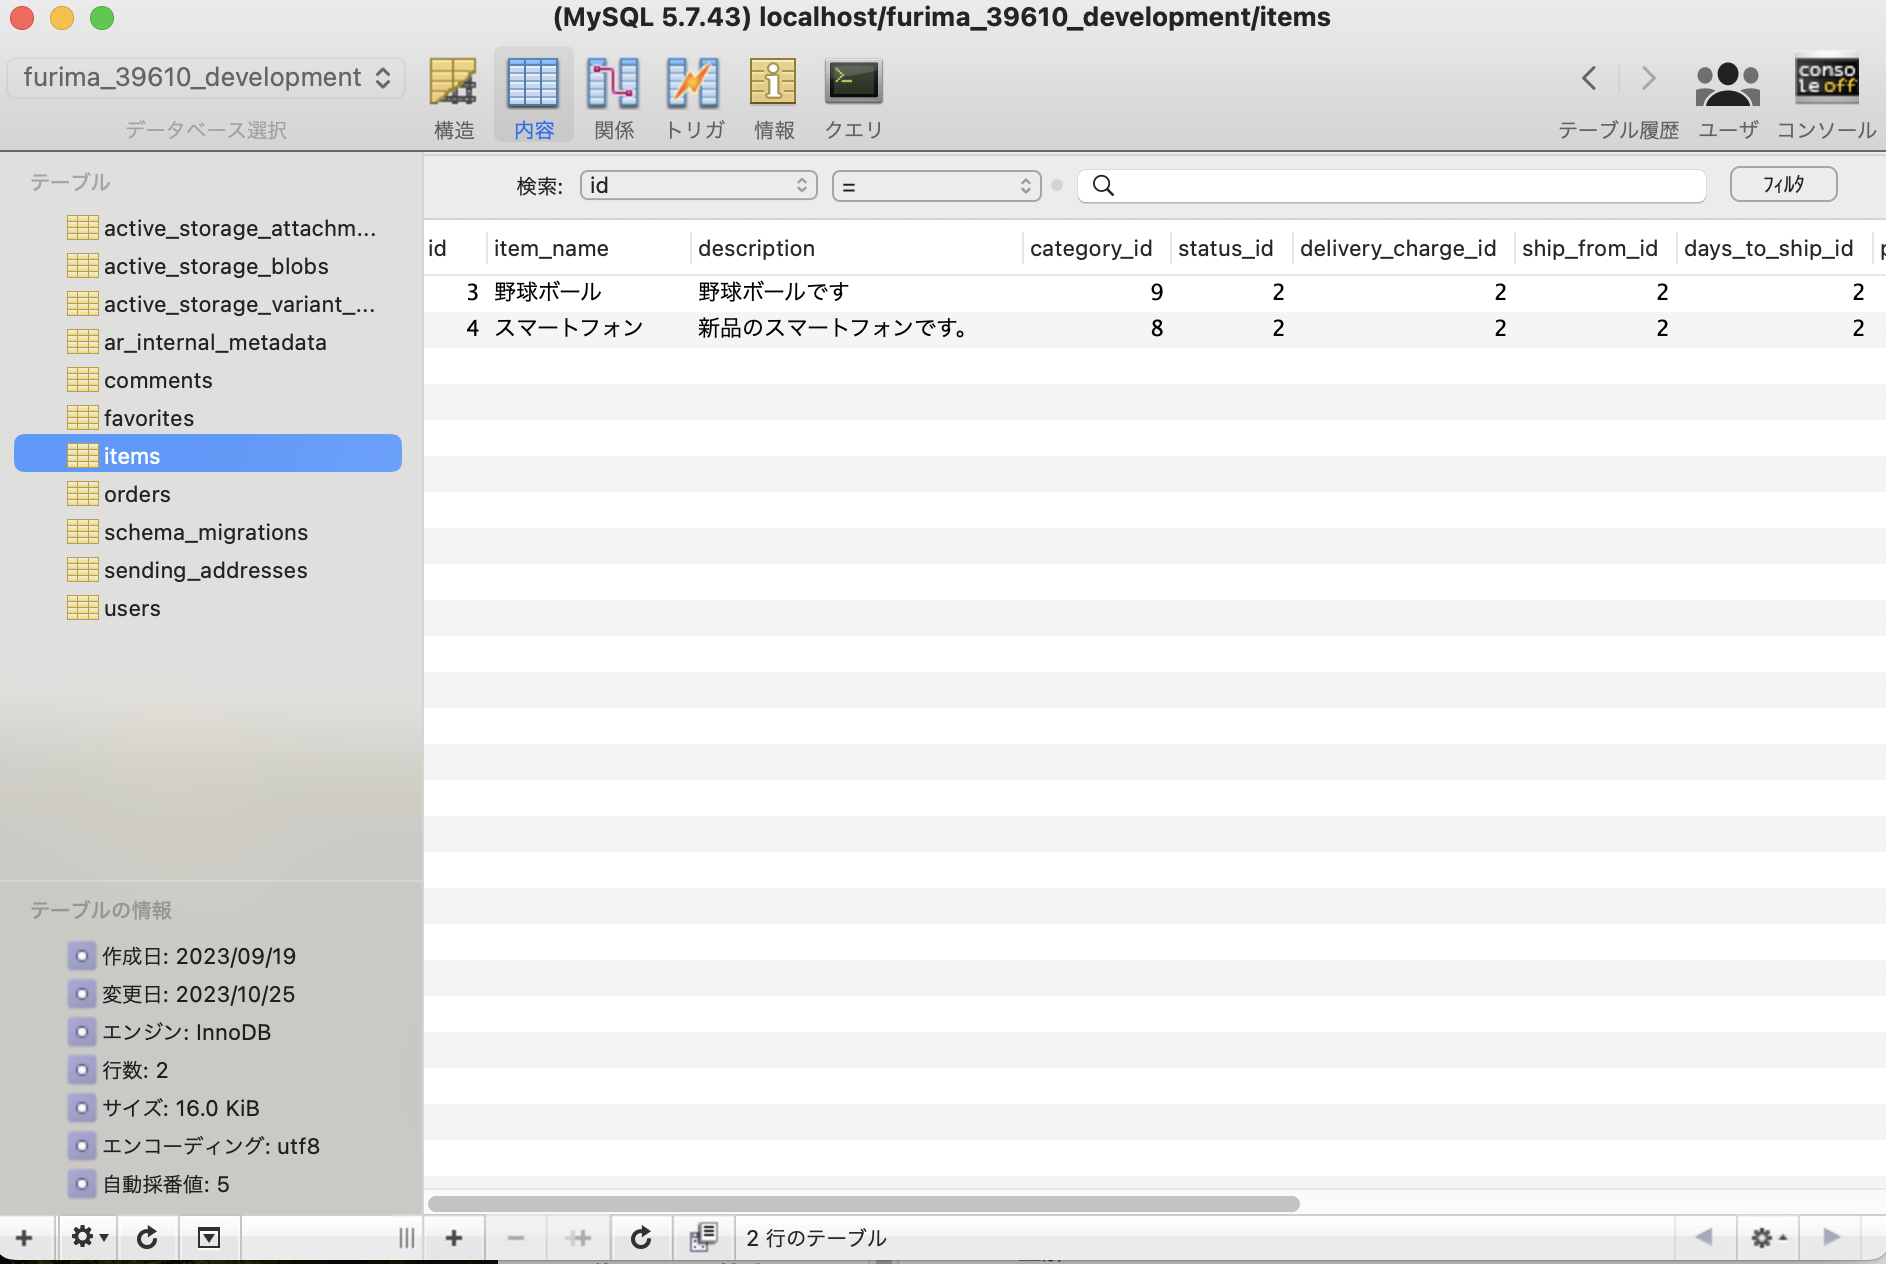 (MySQL 5.7.43) localhost/furima_39610_development/items
furima_39610_development
データベース選択
構造 内容 関係 トリガ 情報 クエリ
テーブル履歴 ユーザ コンソール
conso
le off
テーブル
active_storage_attachm...
active_storage_blobs
active_storage_variant_...
ar_internal_metadata
comments
favorites
items
orders
schema_migrations
sending_addresses
users
検索: id = フィルタ
id item_name description category_id status_id delivery_charge_id ship_from_id days_to_ship_id
3 野球ボール 野球ボールです 9 2 2 2 2
4 スマートフォン 新品のスマートフォンです。 8 2 2 2 2
テーブルの情報
作成日: 2023/09/19
変更日: 2023/10/25
エンジン: InnoDB
行数: 2
サイズ: 16.0 KiB
エンコーディング: utf8
自動採番値: 5
2 行のテーブル